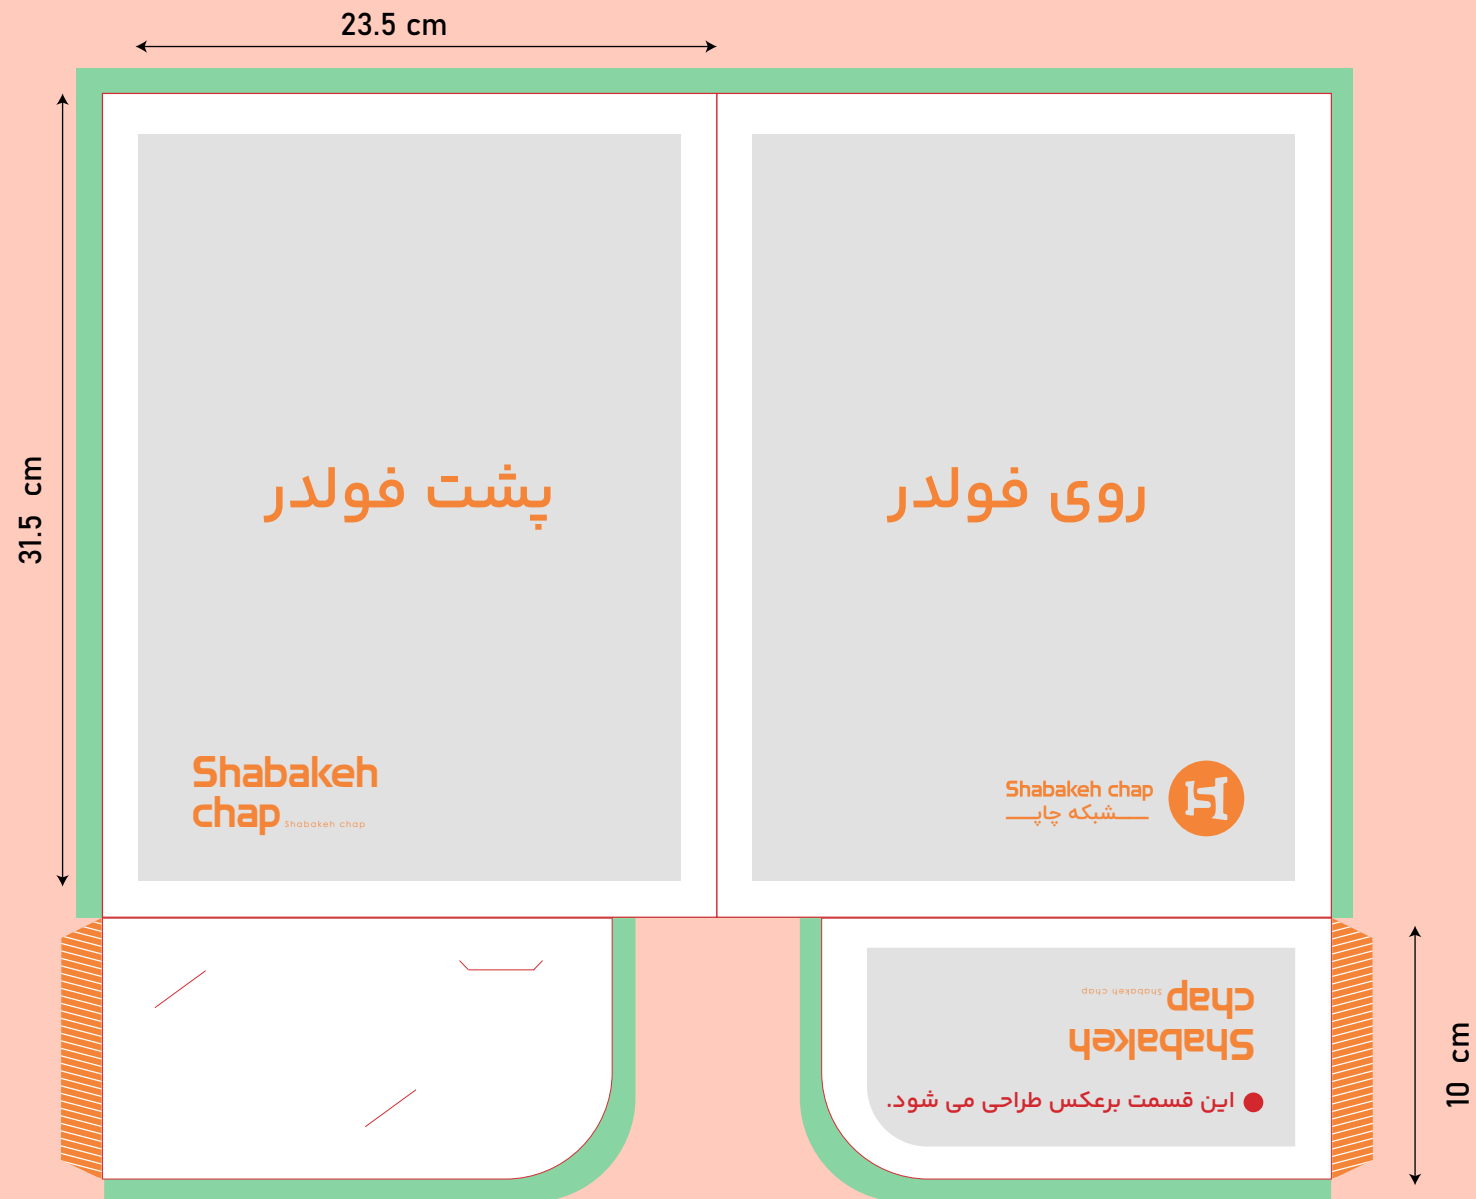 23.5 cm
31.5 cm
پشت فولدر
روی فولدر
Shabakeh
chap Shabakeh chap
Shabakeh chap
شبکه چاپ
Shabakeh
chap Shabakeh chap
این قسمت برعکس طراحی می شود.
10 cm